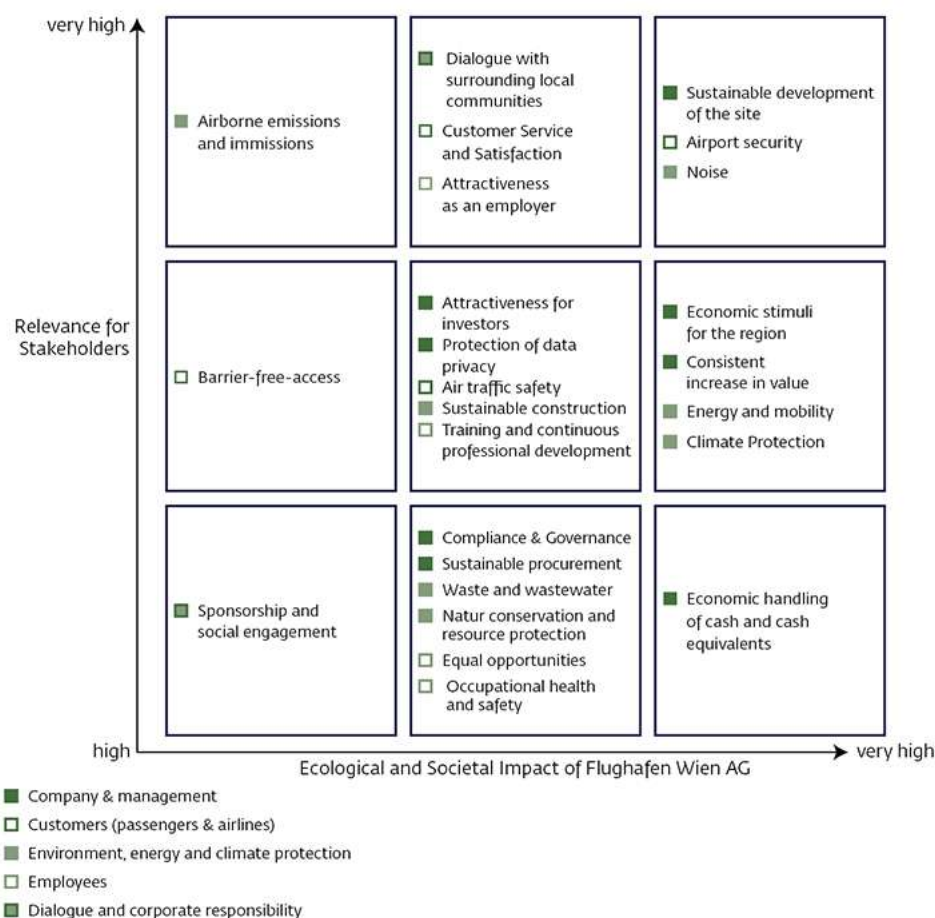 very high
Airborne emissions
and immissions
Dialogue with
surrounding local
communities
Customer Service
and Satisfaction
Attractiveness
as an employer
Sustainable development
of the site
Airport security
Noise
Relevance for
Stakeholders
Barrier-free-access
Attractiveness for
investors
Protection of data
privacy
Air traffic safety
Sustainable construction
Training and continuous
professional development
Economic stimuli
for the region
Consistent
increase in value
Energy and mobility
Climate Protection
Sponsorship and
social engagement
Compliance & Governance
Sustainable procurement
Waste and wastewater
Natur conservation and
resource protection
Equal opportunities
Occupational health
and safety
Economic handling
of cash and cash
equivalents
high
very high
Ecological and Societal Impact of Flughafen Wien AG
Company & management
Customers (passengers & airlines)
Environment, energy and climate protection
Employees
Dialogue and corporate responsibility